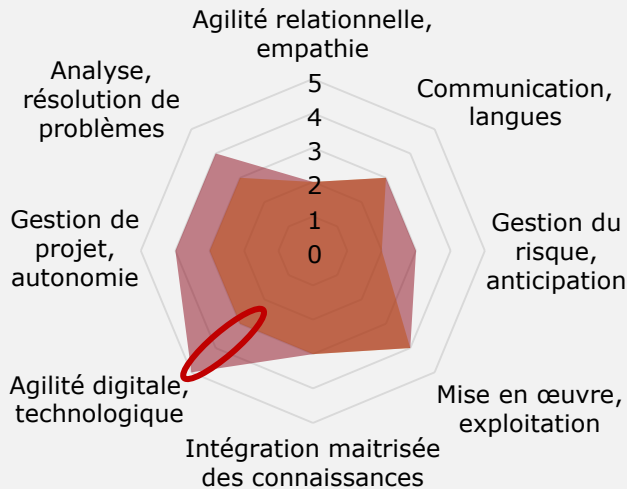 Agilité relationnelle,
empathie
Analyse,
résolution de
problèmes
Communication,
langues
5
4
3
2
1
0
Gestion de
projet,
autonomie
Gestion du
risque,
anticipation
Agilité digitale,
technologique
Mise en œuvre,
exploitation
Intégration maitrisée
des connaissances